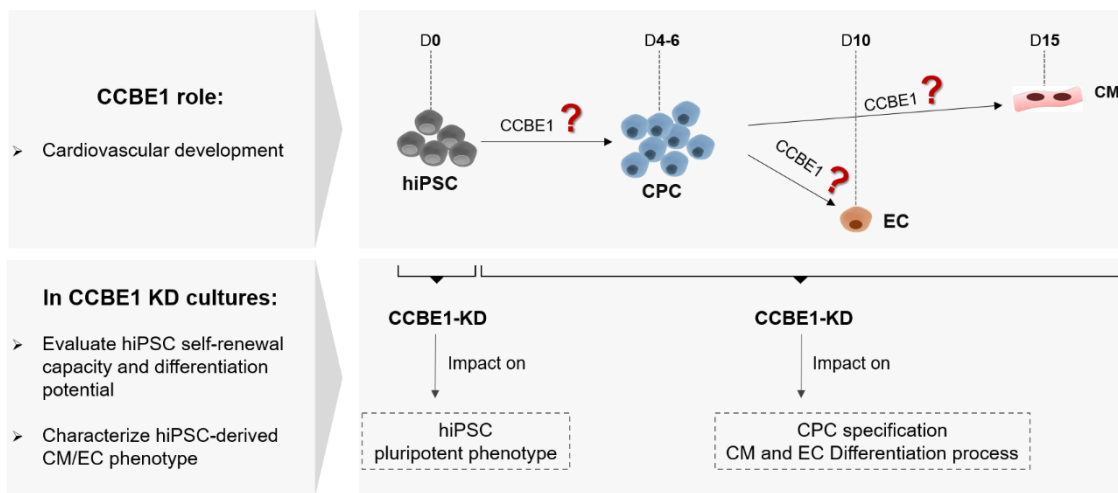 CCBE1 role:
➢ Cardiovascular development
D0
D4-6
D10
D15
CCBE1 ?
CCBE1 ?
CM
CCBE1 ?
hiPSC
CPC
EC
In CCBE1 KD cultures:
➢ Evaluate hiPSC self-renewal
capacity and differentiation
potential
➢ Characterize hiPSC-derived
CM/EC phenotype
CCBE1-KD
Impact on
hiPSC
pluripotent phenotype
CCBE1-KD
Impact on
CPC specification
CM and EC Differentiation process